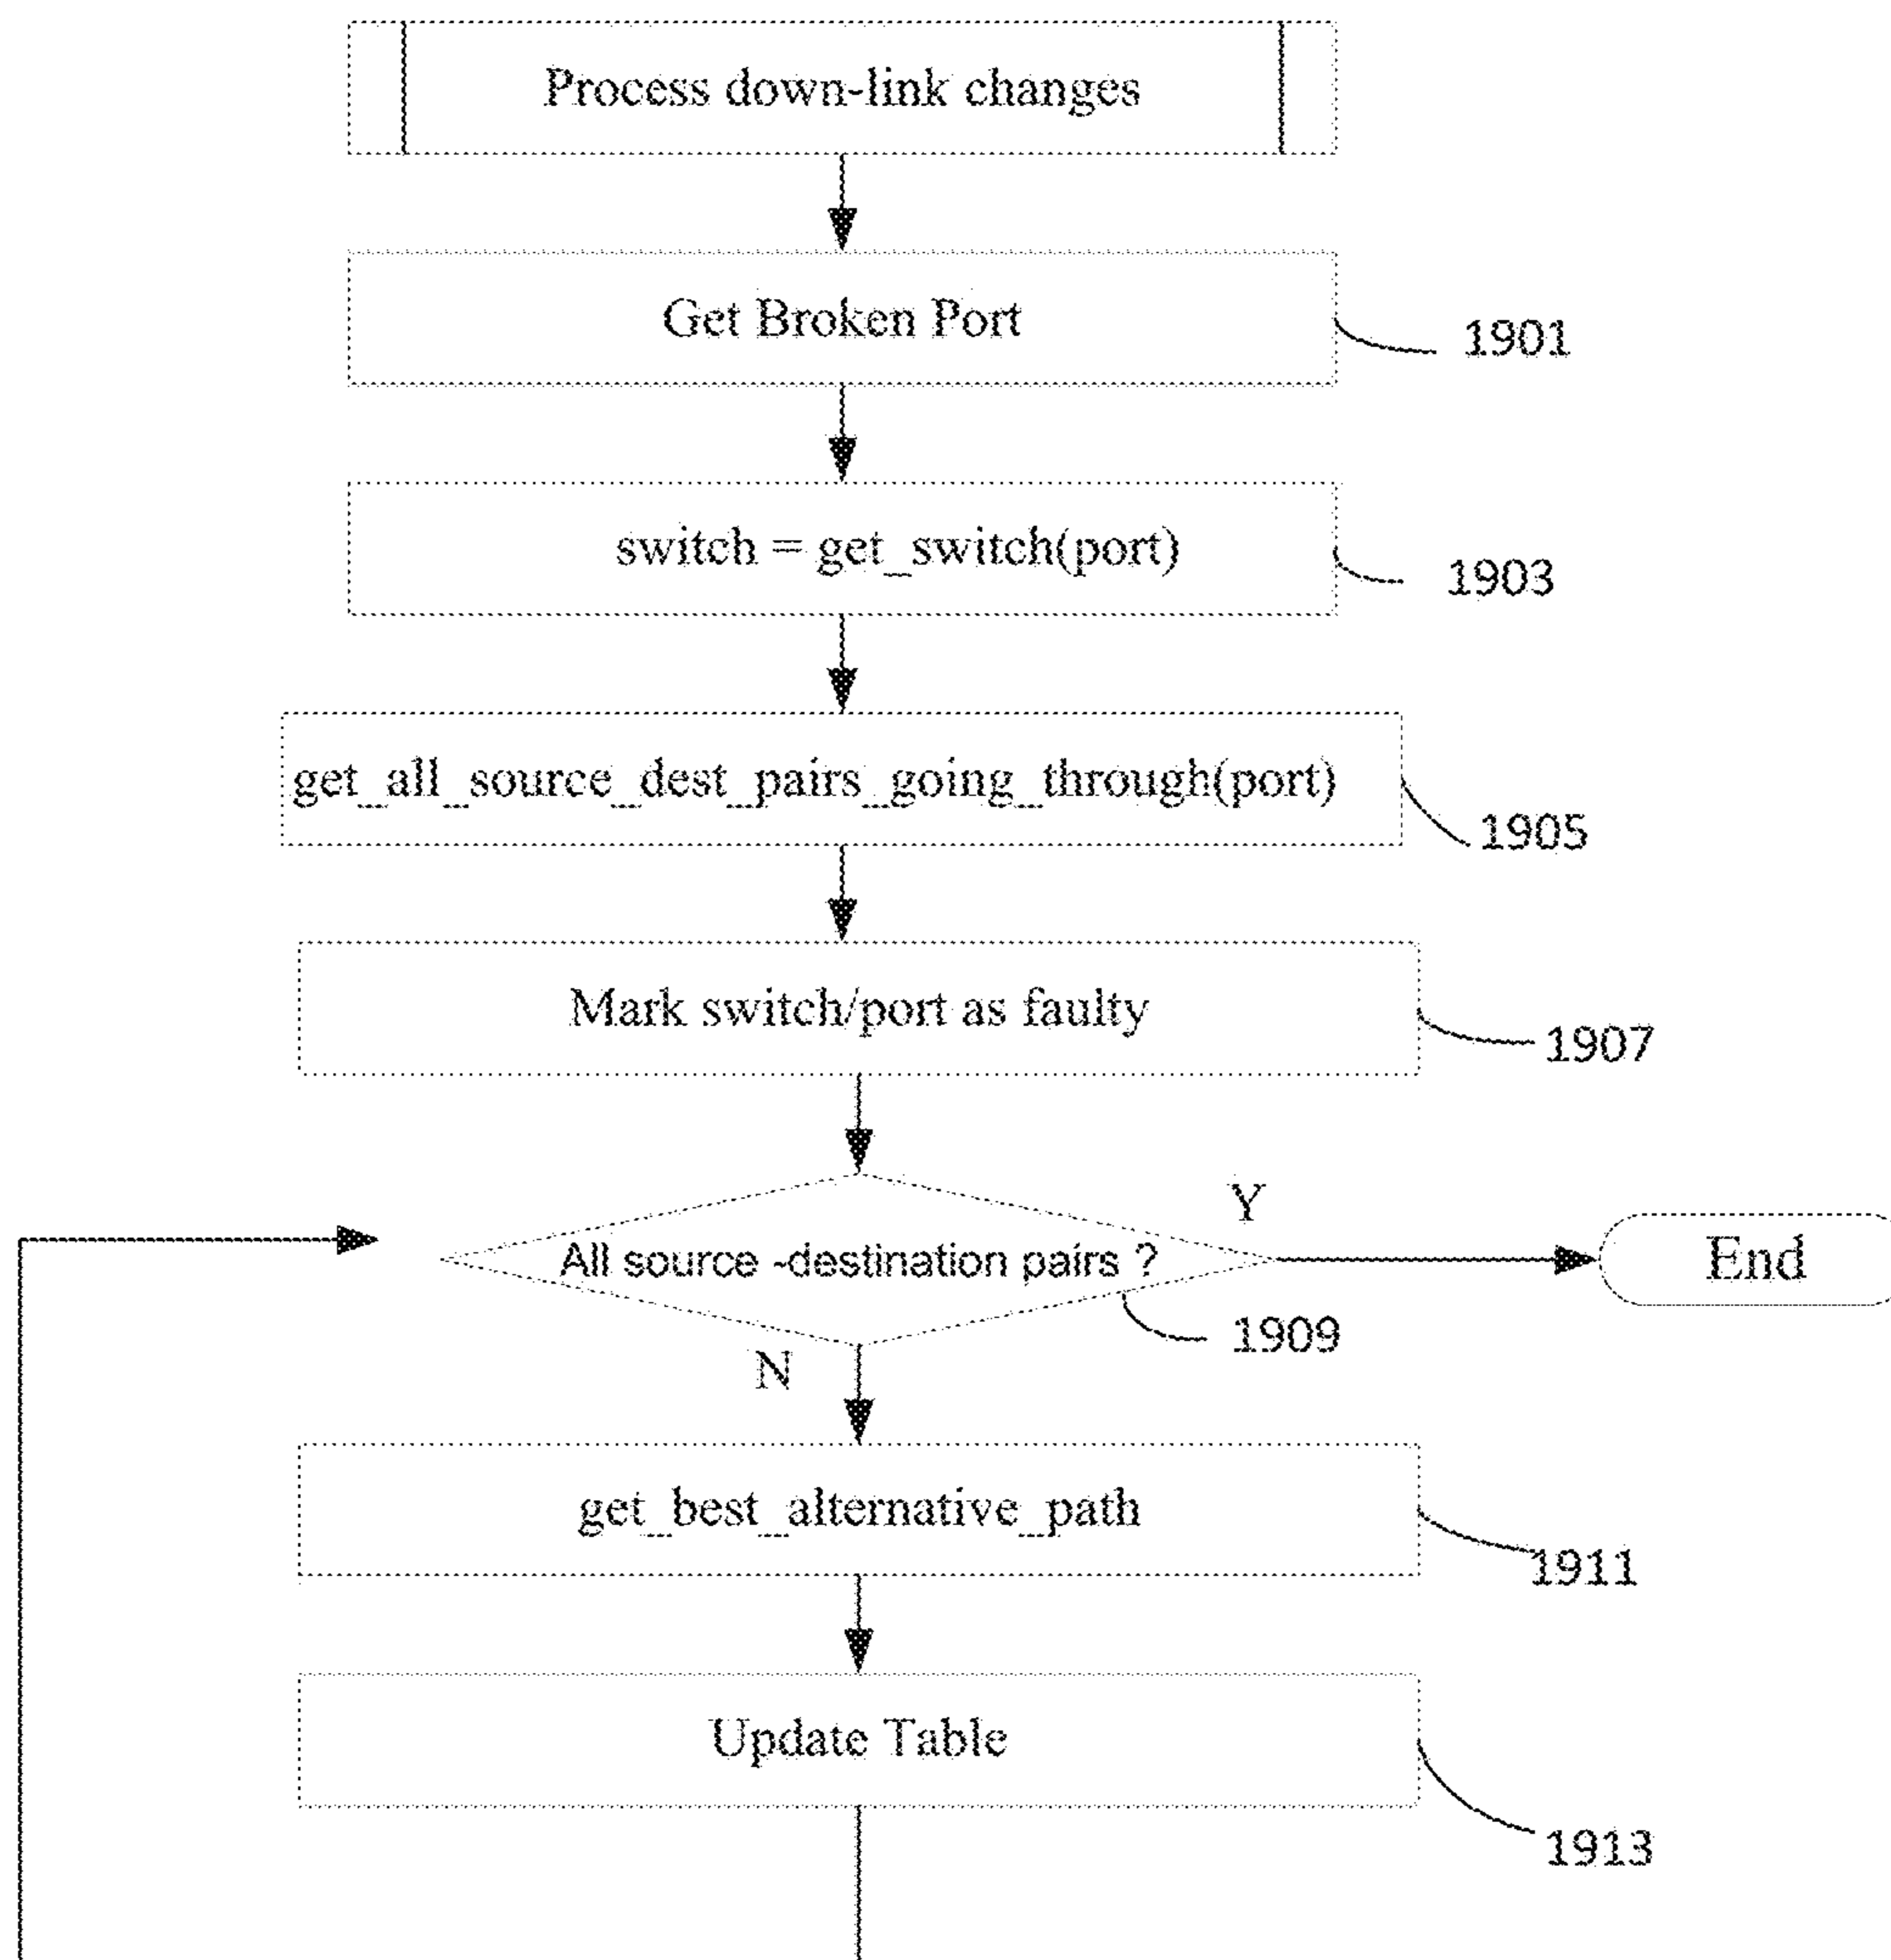 Process down-link changes
Get Broken Port
1901
switch = get_switch(port)
1903
get_all_source_dest_pairs_going_through(port)
1905
Mark switch/port as faulty
1907
Y
All source -destination pairs ?
End
1909
N
get_best_alternative_path
1911
Update Table
1913